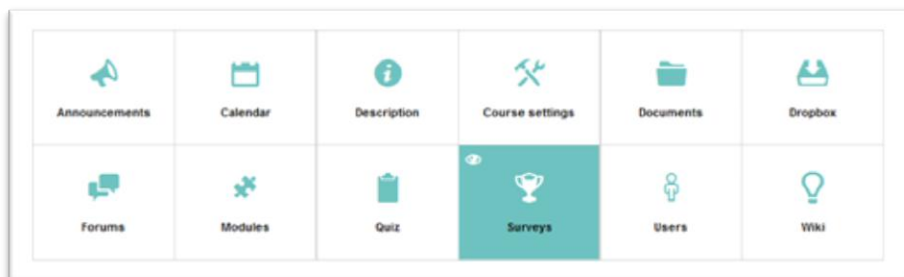 Announcements Calendar Description Course settings Documents Dropbox
Forums Modules Quiz Surveys Users Wiki